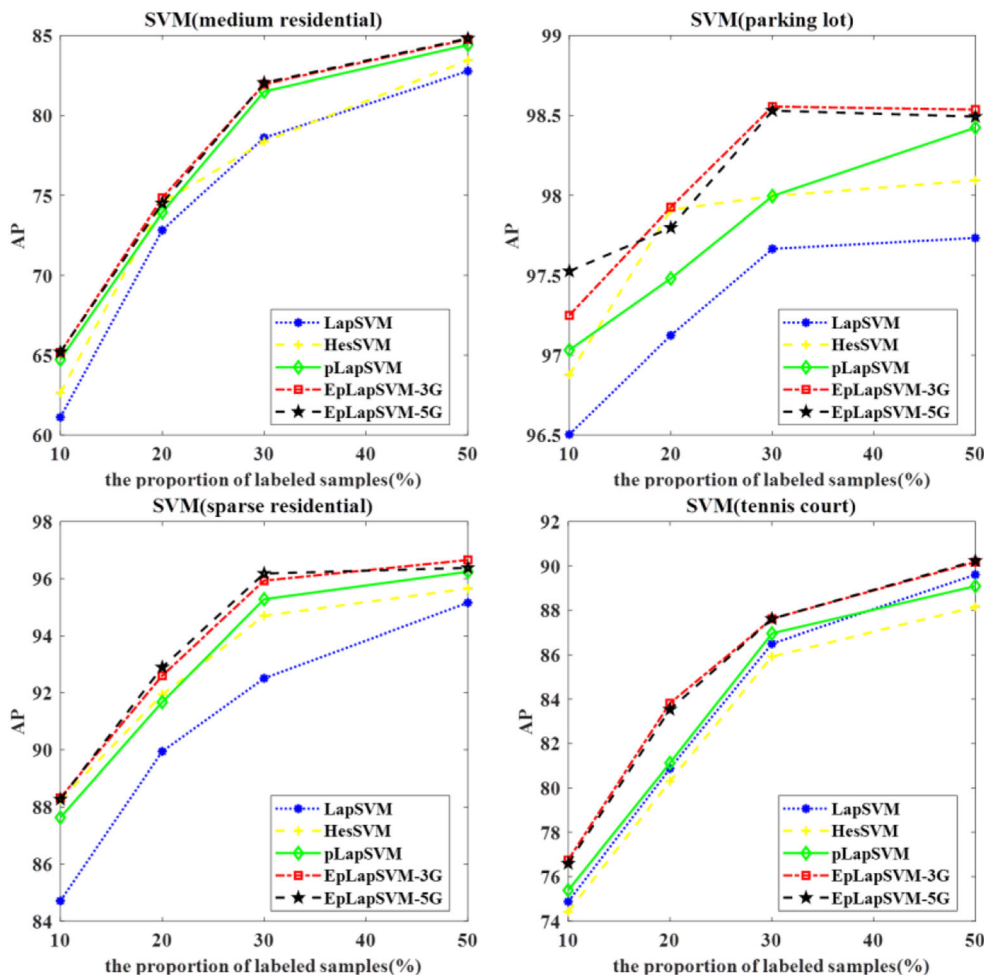 SVM(medium residential)
85
80
75
70
65
60
AP
LapSVM
HesSVM
pLapSVM
EpLapSVM-3G
EpLapSVM-5G
10 20 30 40 50
the proportion of labeled samples(%)
SVM(parking lot)
99
98.5
98
97.5
97
96.5
AP
LapSVM
HesSVM
pLapSVM
EpLapSVM-3G
EpLapSVM-5G
10 20 30 40 50
the proportion of labeled samples(%)
SVM(sparse residential)
98
96
94
92
90
88
86
84
AP
LapSVM
HesSVM
pLapSVM
EpLapSVM-3G
EpLapSVM-5G
10 20 30 40 50
the proportion of labeled samples(%)
SVM(tennis court)
92
90
88
86
84
82
80
78
76
74
AP
LapSVM
HesSVM
pLapSVM
EpLapSVM-3G
EpLapSVM-5G
10 20 30 40 50
the proportion of labeled samples(%)